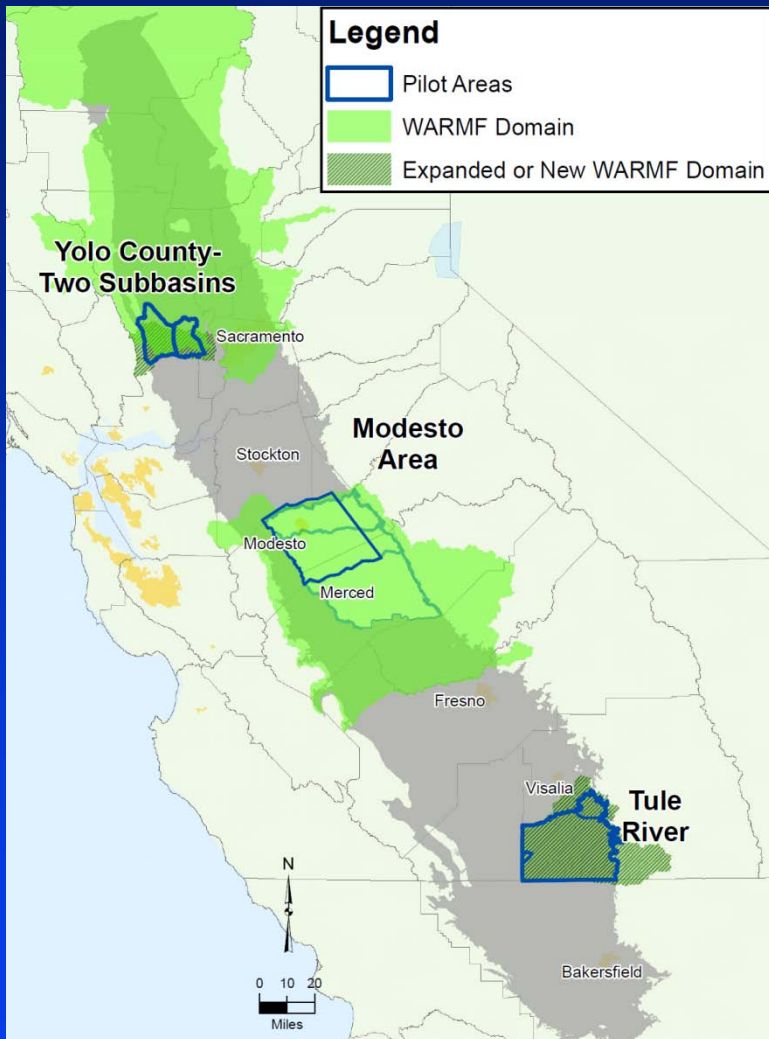 Legend
Pilot Areas
WARMF Domain
Expanded or New WARMF Domain
Yolo County-
Two Subbasins
Sacramento
Stockton
Modesto
Area
Modesto
Merced
Fresno
Visalia
Tule
River
N
Bakersfield
0 10 20
Miles